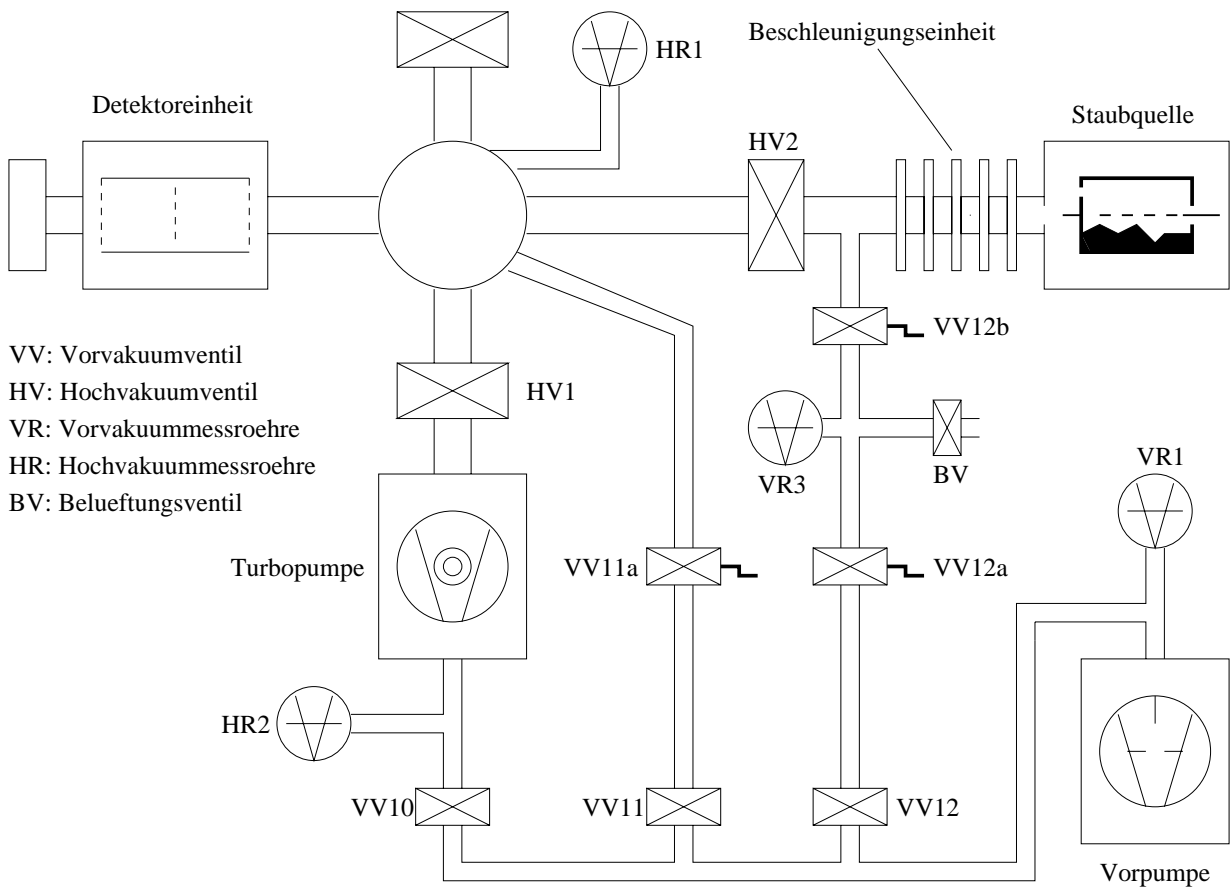 Beschleunigungseinheit
HR1
Detektoreinheit
Staubquelle
HV2
VV12b
VV: Vorvakuumventil
HV: Hochvakuumventil
VR: Vorvakuummessroehre
HR: Hochvakuummessroehre
BV: Belueftungsventil
HV1
VR3
BV
VR1
Turbopumpe
VV11a
VV12a
HR2
VV10
VV11
VV12
Vorpumpe